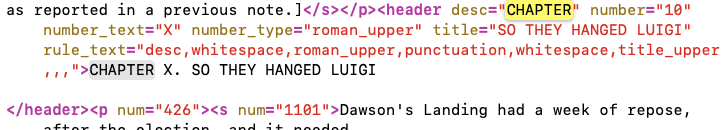 as reported in a previous note.]</s></p><header desc="CHAPTER" number="10"
number_text="X" number_type="roman_upper" title="SO THEY HANGED LUIGI"
rule_text="desc,whitespace,roman_upper,punctuation,whitespace,title_upper
,,,">CHAPTER X. SO THEY HANGED LUIGI
</header><p num="426"><s num="1101">Dawson's Landing had a week of repose,
after the election, and it needed